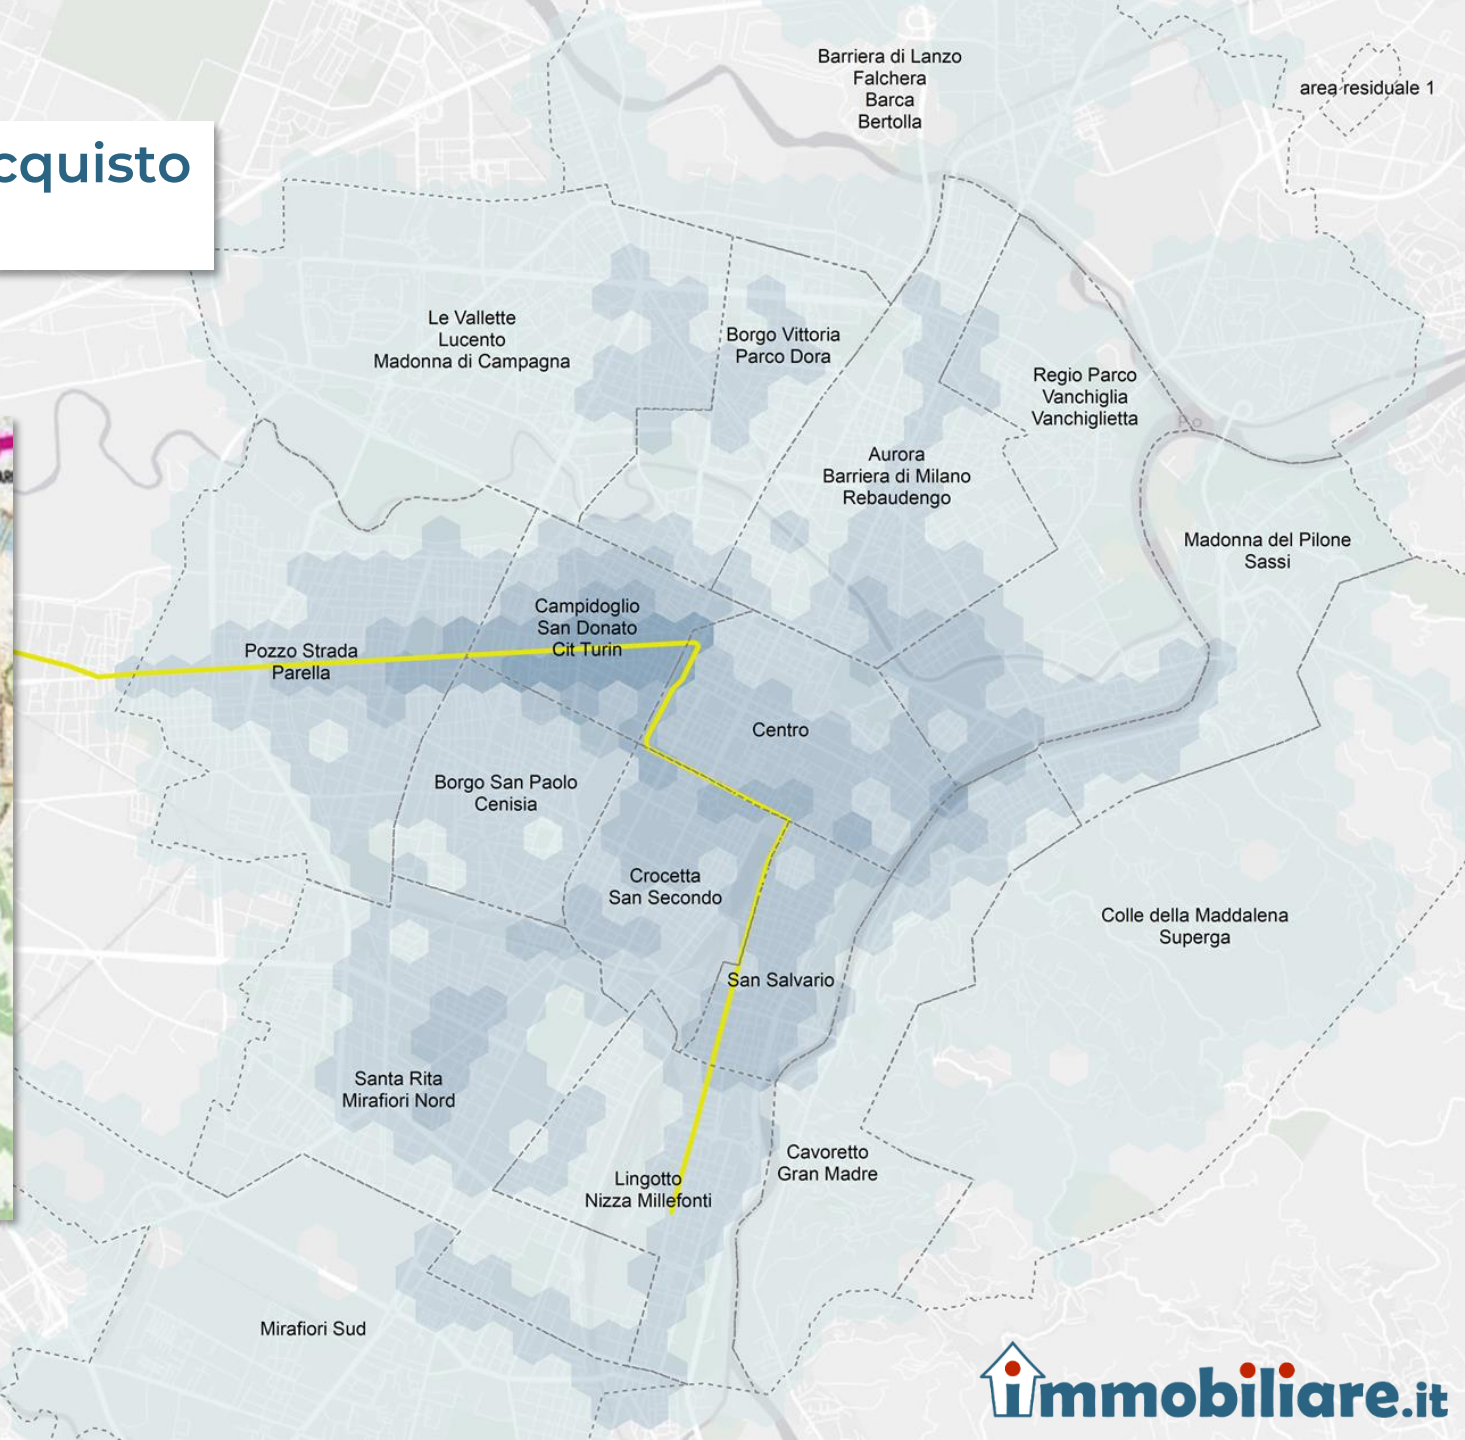 cquisto
Barriera di Lanzo
Falchera
Barca
Bertolla
area residuale 1
Le Vallette
Lucento
Madonna di Campagna
Borgo Vittoria
Parco Dora
Regio Parco
Vanchiglia
Vanchiglietta
Po
Aurora
Barriera di Milano
Rebaudengo
Madonna del Pilone
Sassi
Campidoglio
San Donato
Cit Turin
Pozzo Strada
Parella
Centro
Borgo San Paolo
Cenisia
Crocetta
San Secondo
Colle della Maddalena
Superga
San Salvario
Santa Rita
Mirafiori Nord
Cavoretto
Gran Madre
Lingotto
Nizza Millefonti
Mirafiori Sud
immobiliare.it